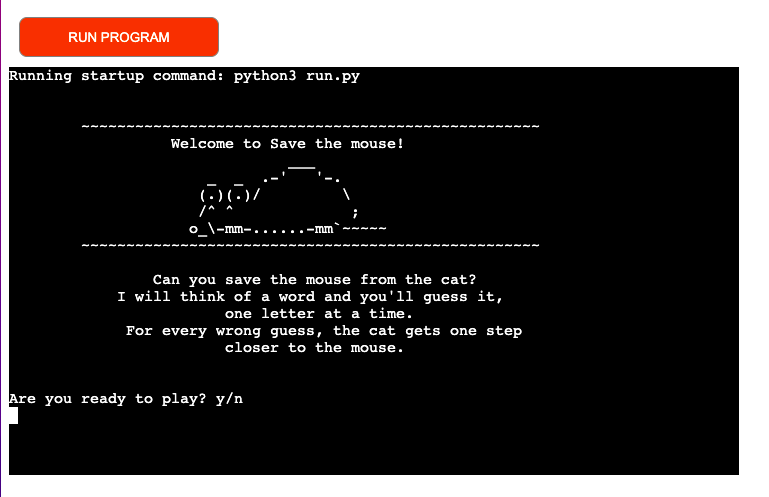 RUN PROGRAM
Running startup command: python3 run.py
~~~~~~~~~~~~~~~~~~~~~~~~~~~~~~~~~~~~~~~~~~~~~~~~~~~
Welcome to Save the mouse!
             ___
    _  _  .-'   '-.
   (.)(.)/         \
   /^ ^             ;
  o_\-mm-......-mm`~~~~~
~~~~~~~~~~~~~~~~~~~~~~~~~~~~~~~~~~~~~~~~~~~~~~~~~~~
Can you save the mouse from the cat?
I will think of a word and you'll guess it,
one letter at a time.
For every wrong guess, the cat gets one step
closer to the mouse.
Are you ready to play? y/n